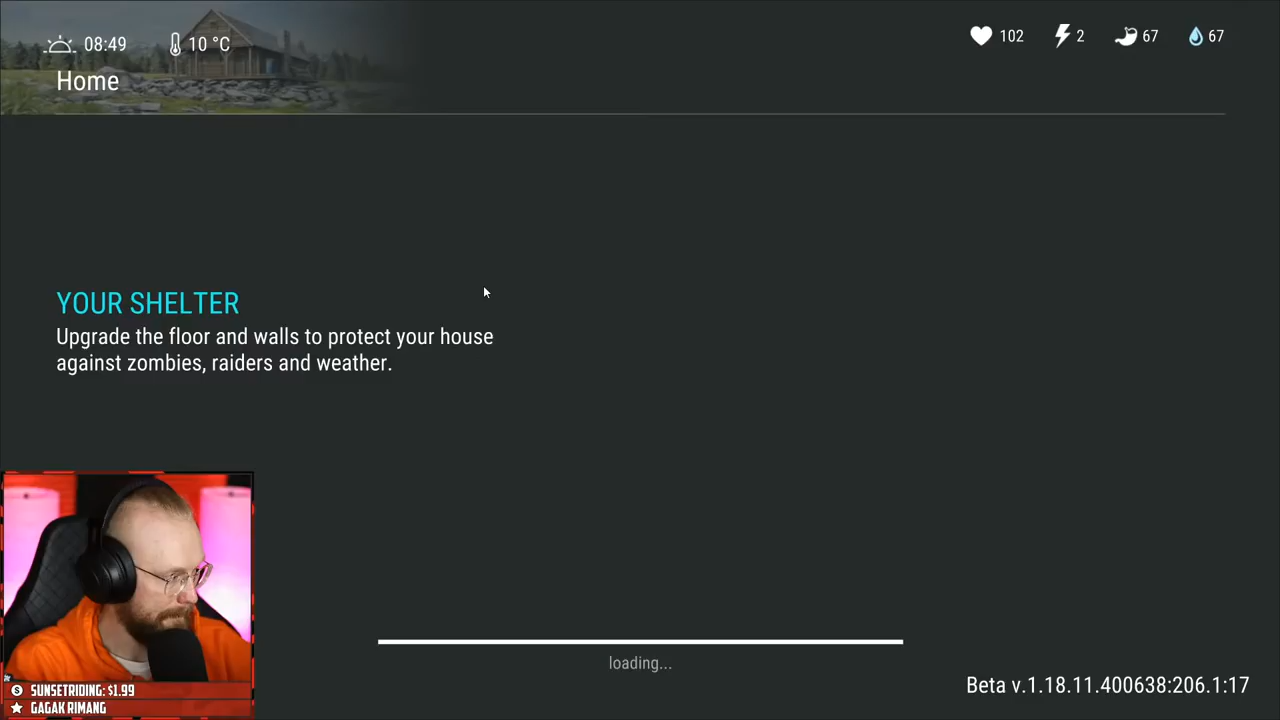 08:49
10 °C
102
2
67
67
Home
YOUR SHELTER
Upgrade the floor and walls to protect your house
against zombies, raiders and weather.
loading...
Beta v.1.18.11.400638:206.1:17
SUNSETRIDING: $1.99
GAGAK RIMANG